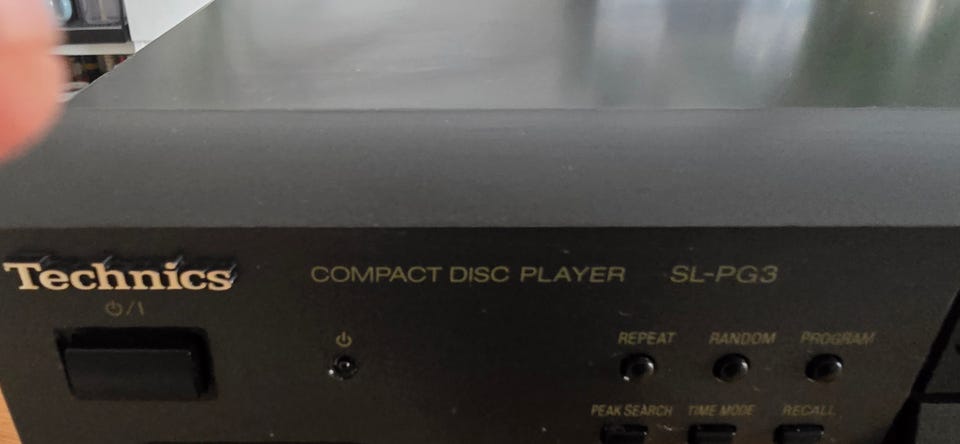 Technics COMPACT DISC PLAYER SL-PG3
⏻/I
⏻
REPEAT RANDOM PROGRAM
PEAK SEARCH TIME MODE RECALL